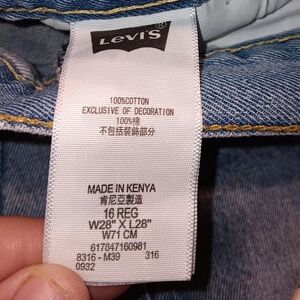 LEVI'S
100%COTTON
EXCLUSIVE OF DECORATION
100%棉
不包括裝飾部分
MADE IN KENYA
肯尼亞製造
16 REG
W28" X L28"
W71 CM
617847160981
8316 - M39 316
0932